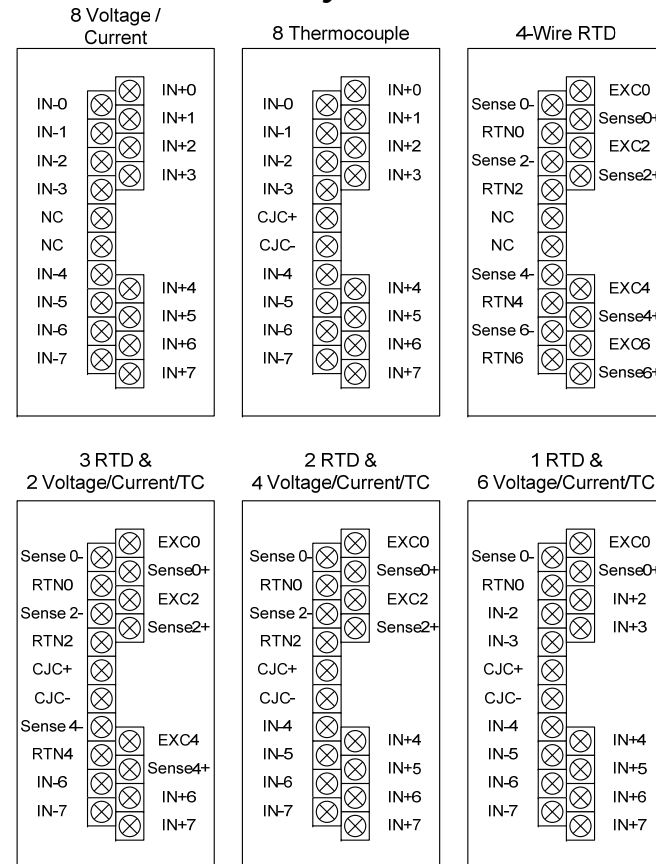 8 Voltage /
Current
IN-0
IN-1
IN-2
IN-3
NC
NC
IN-4
IN-5
IN-6
IN-7
IN+0
IN+1
IN+2
IN+3
IN+4
IN+5
IN+6
IN+7
8 Thermocouple
IN-0
IN-1
IN-2
IN-3
CJC+
CJC-
IN-4
IN-5
IN-6
IN-7
IN+0
IN+1
IN+2
IN+3
IN+4
IN+5
IN+6
IN+7
4-Wire RTD
Sense 0-
RTN0
Sense 2-
RTN2
NC
NC
Sense 4-
RTN4
Sense 6-
RTN6
EXC0
Sense0+
EXC2
Sense2+
EXC4
Sense4+
EXC6
Sense6+
3 RTD &
2 Voltage/Current/TC
Sense 0-
RTN0
Sense 2-
RTN2
CJC+
CJC-
Sense 4-
RTN4
IN-6
IN-7
EXC0
Sense0+
EXC2
Sense2+
EXC4
Sense4+
IN+6
IN+7
2 RTD &
4 Voltage/Current/TC
Sense 0-
RTN0
Sense 2-
RTN2
CJC+
CJC-
IN-4
IN-5
IN-6
IN-7
EXC0
Sense0+
EXC2
Sense2+
IN+4
IN+5
IN+6
IN+7
1 RTD &
6 Voltage/Current/TC
Sense 0-
RTN0
IN-2
IN-3
CJC+
CJC-
IN-4
IN-5
IN-6
IN-7
EXC0
Sense0+
IN+2
IN+3
IN+4
IN+5
IN+6
IN+7